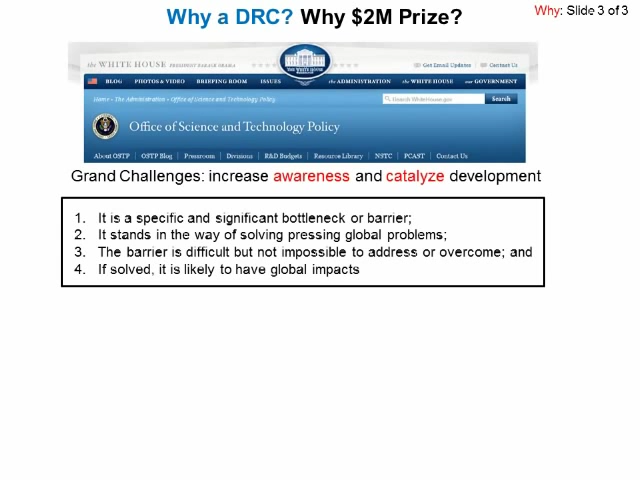 Why: Slide 3 of 3
Why a DRC? Why $2M Prize?
the WHITE HOUSE PRESIDENT BARACK OBAMA
THE WHITE HOUSE
Get Email Updates Contact Us
BLOG PHOTOS & VIDEO BRIEFING ROOM ISSUES the ADMINISTRATION the WHITE HOUSE our GOVERNMENT
Home • The Administration • Office of Science and Technology Policy
Search WhiteHouse.gov Search
Office of Science and Technology Policy
About OSTP OSTP Blog Pressroom Divisions R&D Budgets Resource Library NSTC PCAST Contact Us
Grand Challenges: increase awareness and catalyze development
1. It is a specific and significant bottleneck or barrier;
2. It stands in the way of solving pressing global problems;
3. The barrier is difficult but not impossible to address or overcome; and
4. If solved, it is likely to have global impacts